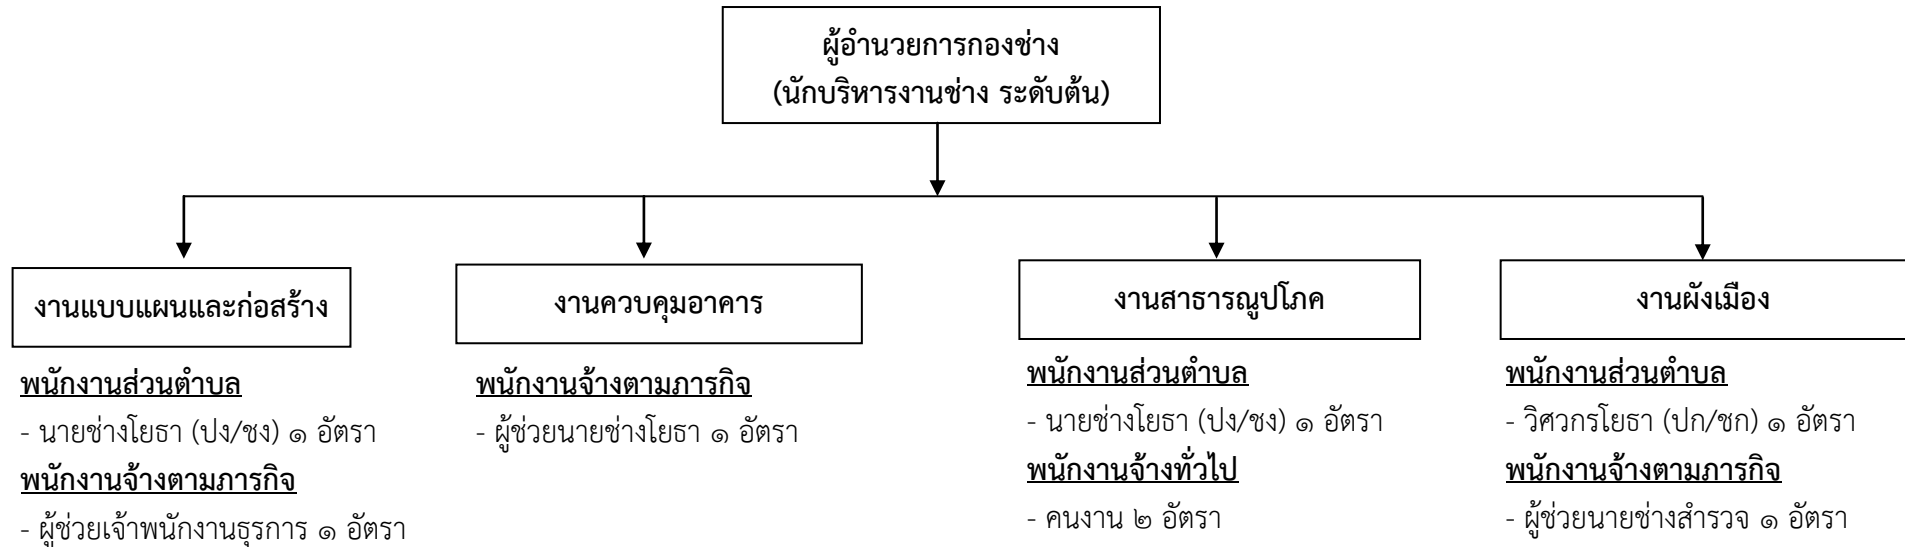 ผู้อำนวยการกองช่าง
(นักบริหารงานช่าง ระดับต้น)
งานแบบแผนและก่อสร้าง
พนักงานส่วนตำบล
- นายช่างโยธา (ปง/ชง) ๑ อัตรา
พนักงานจ้างตามภารกิจ
- ผู้ช่วยเจ้าพนักงานธุรการ ๑ อัตรา
งานควบคุมอาคาร
พนักงานจ้างตามภารกิจ
- ผู้ช่วยนายช่างโยธา ๑ อัตรา
งานสาธารณูปโภค
พนักงานส่วนตำบล
- นายช่างโยธา (ปง/ชง) ๑ อัตรา
พนักงานจ้างทั่วไป
- คนงาน ๒ อัตรา
งานผังเมือง
พนักงานส่วนตำบล
- วิศวกรโยธา (ปก/ชก) ๑ อัตรา
พนักงานจ้างตามภารกิจ
- ผู้ช่วยนายช่างสำรวจ ๑ อัตรา